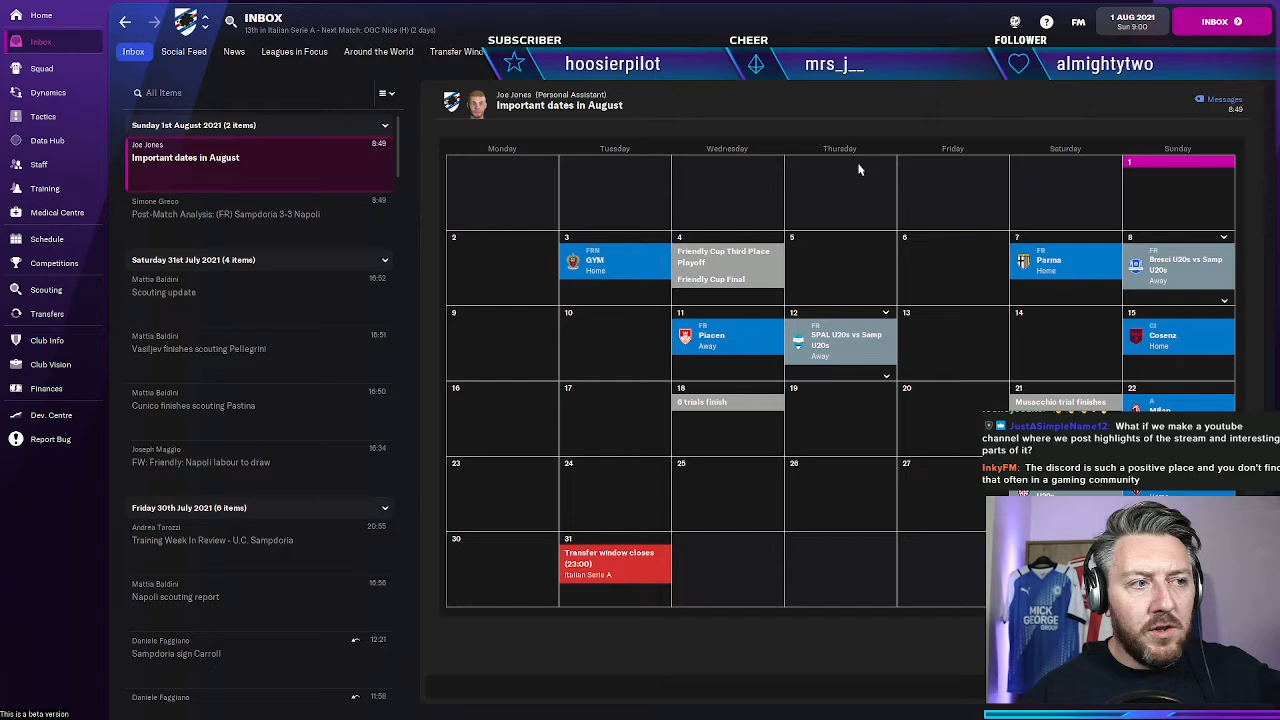 Home
Inbox
Squad
Dynamics
Tactics
Data Hub
Staff
Training
Medical Centre
Schedule
Competitions
Scouting
Transfers
Club Info
Club Vision
Finances
Dev. Centre
Report Bug
This is a beta version
INBOX
13th in Italian Serie A - Next Match: OGC Nice (H) (2 days)
FM
1 AUG 2021
Sun 9:00
INBOX
Inbox
Social Feed
News
Leagues in Focus
Around the World
Transfer Wind
SUBSCRIBER
hoosierpilot
CHEER
mrs_j__
FOLLOWER
almightytwo
All Items
Sunday 1st August 2021 (2 items)
Joe Jones
8:49
Important dates in August
Simone Greco
8:49
Post-Match Analysis: (FR) Sampdoria 3-3 Napoli
Saturday 31st July 2021 (4 items)
Mattia Baldini
16:52
Scouting update
Mattia Baldini
16:51
Vasiljev finishes scouting Pellegrini
Mattia Baldini
16:50
Cunico finishes scouting Pastina
Joseph Maggio
16:34
FW: Friendly: Napoli labour to draw
Friday 30th July 2021 (6 items)
Andrea Tarozzi
20:55
Training Week In Review - U.C. Sampdoria
Mattia Baldini
16:56
Napoli scouting report
Daniele Faggiano
12:21
Sampdoria sign Carroll
Daniele Faggiano
11:56
Joe Jones (Personal Assistant)
Important dates in August
Messages
8:49
Monday Tuesday Wednesday Thursday Friday Saturday Sunday
1
2
3
FRN
GYM
Home
4
Friendly Cup Third Place
Playoff
Friendly Cup Final
5
6
7
FR
Parma
Home
8
FR
Bresci U20s vs Samp
U20s
Away
9
10
11
FR
Piacen
Away
12
FR
SPAL U20s vs Samp
U20s
Away
13
14
15
CI
Cosenz
Home
16
17
18
6 trials finish
19
20
21
Musacchio trial finishes
22
A
Milan
23
24
25
26
27
U20s
Home
30
31
Transfer window closes
(23:00)
Italian Serie A
JustASimpleName12: What if we make a youtube
channel where we post highlights of the stream and interesting
parts of it?
InkyFM: The discord is such a positive place and you don't find
that often in a gaming community
MICK
GEORGE
GROUP